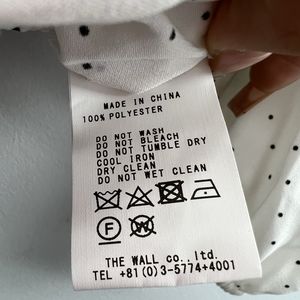 MADE IN CHINA
100% POLYESTER
DO NOT WASH
DO NOT BLEACH
DO NOT TUMBLE DRY
COOL IRON
DRY CLEAN
DO NOT WET CLEAN
F W
THE WALL co., ltd.
TEL +81(0)3-5774+4001